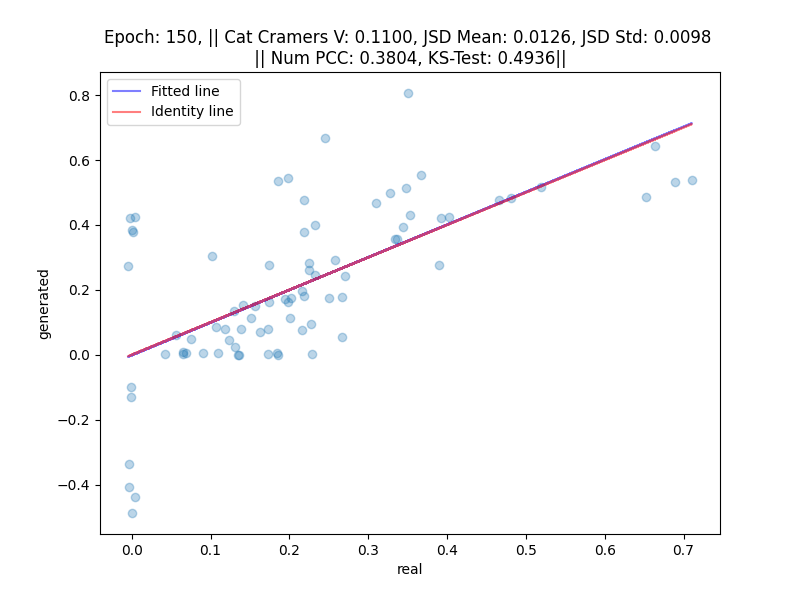 Epoch: 150, || Cat Cramers V: 0.1100, JSD Mean: 0.0126, JSD Std: 0.0098
|| Num PCC: 0.3804, KS-Test: 0.4936||
Fitted line
Identity line
0.8
0.6
0.4
0.2
0.0
−0.2
−0.4
generated
0.0 0.1 0.2 0.3 0.4 0.5 0.6 0.7
real